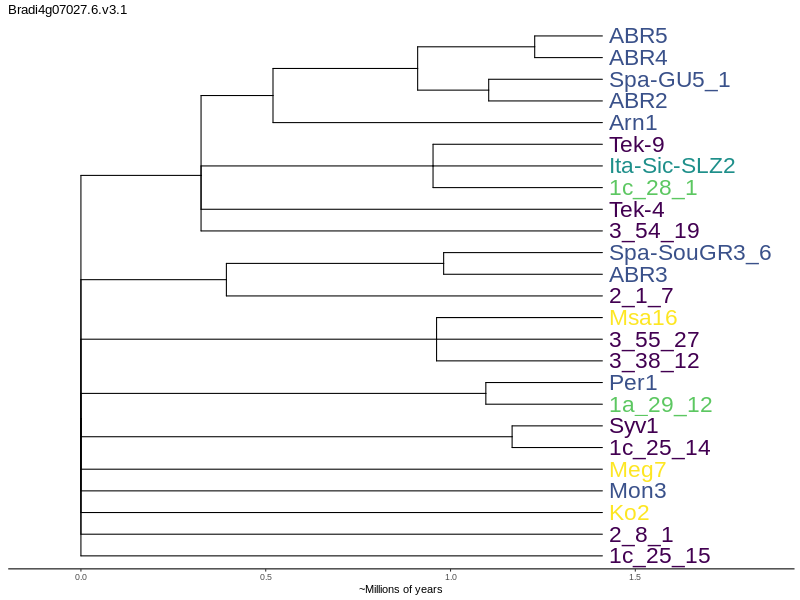 Bradi4g07027.6.v3.1
ABR5
ABR4
Spa-GU5_1
ABR2
Arn1
Tek-9
Ita-Sic-SLZ2
1c_28_1
Tek-4
3_54_19
Spa-SouGR3_6
ABR3
2_1_7
Msa16
3_55_27
3_38_12
Per1
1a_29_12
Syv1
1c_25_14
Meg7
Mon3
Ko2
2_8_1
1c_25_15
0.0 0.5 1.0 1.5
~Millions of years